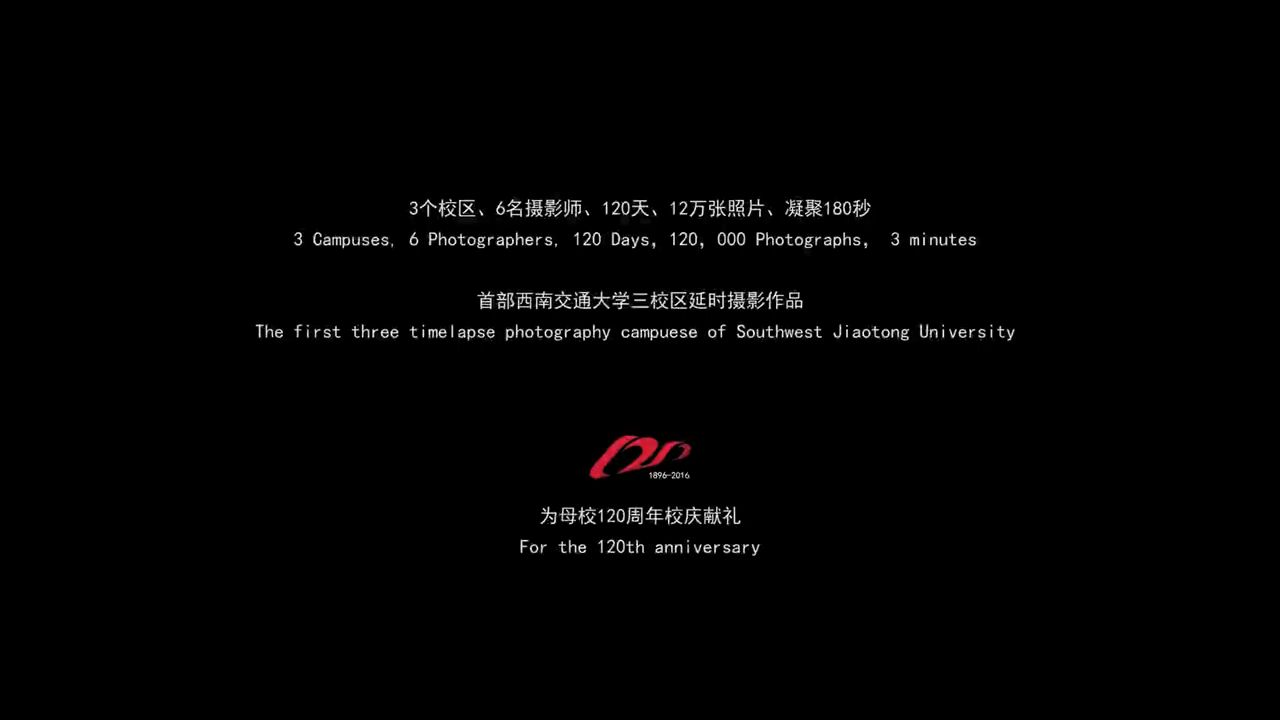 3个校区、6名摄影师、120天、12万张照片、凝聚180秒
3 Campuses, 6 Photographers, 120 Days, 120, 000 Photographs, 3 minutes
首部西南交通大学三校区延时摄影作品
The first three timelapse photography campuese of Southwest Jiaotong University
120
1896-2016
为母校120周年校庆献礼
For the 120th anniversary